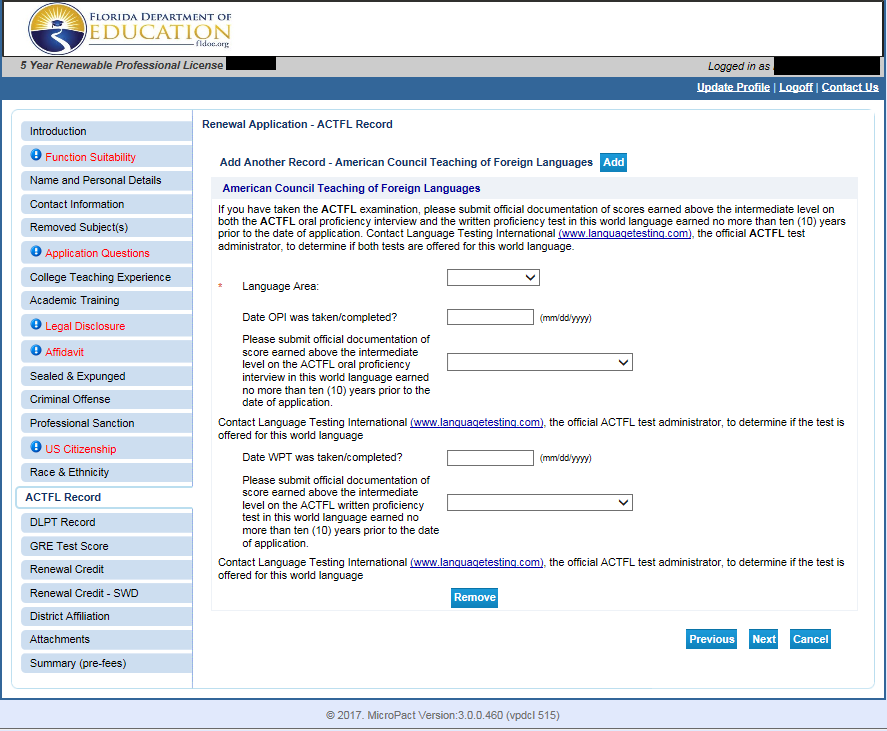 FLORIDA DEPARTMENT OF
EDUCATION
fldoe.org
5 Year Renewable Professional License
Logged in as
Update Profile | Logoff | Contact Us
Introduction
Function Suitability
Name and Personal Details
Contact Information
Removed Subject(s)
Application Questions
College Teaching Experience
Academic Training
Legal Disclosure
Affidavit
Sealed & Expunged
Criminal Offense
Professional Sanction
US Citizenship
Race & Ethnicity
ACTFL Record
DLPT Record
GRE Test Score
Renewal Credit
Renewal Credit - SWD
District Affiliation
Attachments
Summary (pre-fees)
Renewal Application - ACTFL Record
Add Another Record - American Council Teaching of Foreign Languages Add
American Council Teaching of Foreign Languages
If you have taken the ACTFL examination, please submit official documentation of scores earned above the intermediate level on
both the ACTFL oral proficiency interview and the written proficiency test in this world language earned no more than ten (10) years
prior to the date of application. Contact Language Testing International (www.languagetesting.com), the official ACTFL test
administrator, to determine if both tests are offered for this world language.
* Language Area:
Date OPI was taken/completed? (mm/dd/yyyy)
Please submit official documentation of
score earned above the intermediate
level on the ACTFL oral proficiency
interview in this world language earned
no more than ten (10) years prior to the
date of application.
Contact Language Testing International (www.languagetesting.com), the official ACTFL test administrator, to determine if the test is
offered for this world language
Date WPT was taken/completed? (mm/dd/yyyy)
Please submit official documentation of
score earned above the intermediate
level on the ACTFL written proficiency
test in this world language earned no
more than ten (10) years prior to the date
of application.
Contact Language Testing International (www.languagetesting.com), the official ACTFL test administrator, to determine if the test is
offered for this world language
Remove
Previous Next Cancel
© 2017. MicroPact Version:3.0.0.460 (vpdcl 515)